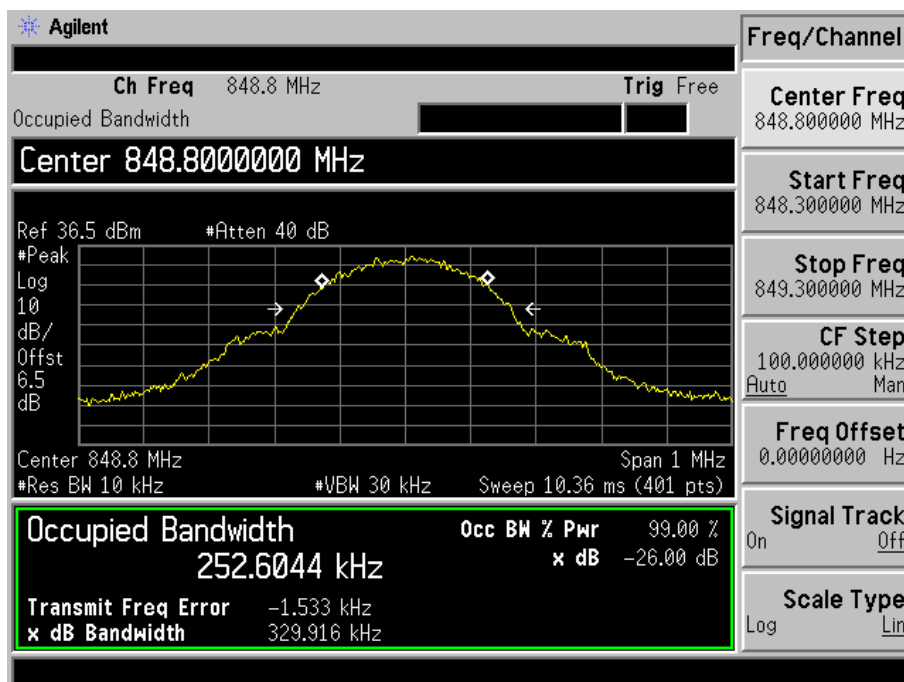 Agilent
Freq/Channel
Ch Freq 848.8 MHz Trig Free
Occupied Bandwidth
Center 848.8000000 MHz
Ref 36.5 dBm #Atten 40 dB
#Peak
Log
10
dB/
Offst
6.5
dB
Center 848.8 MHz Span 1 MHz
#Res BW 10 kHz #VBW 30 kHz Sweep 10.36 ms (401 pts)
Occupied Bandwidth
252.6044 kHz
Occ BW % Pwr 99.00 %
x dB -26.00 dB
Transmit Freq Error -1.533 kHz
x dB Bandwidth 329.916 kHz
Center Freq
848.800000 MHz
Start Freq
848.300000 MHz
Stop Freq
849.300000 MHz
CF Step
100.000000 kHz
Auto Man
Freq Offset
0.00000000 Hz
Signal Track
On Off
Scale Type
Log Lin